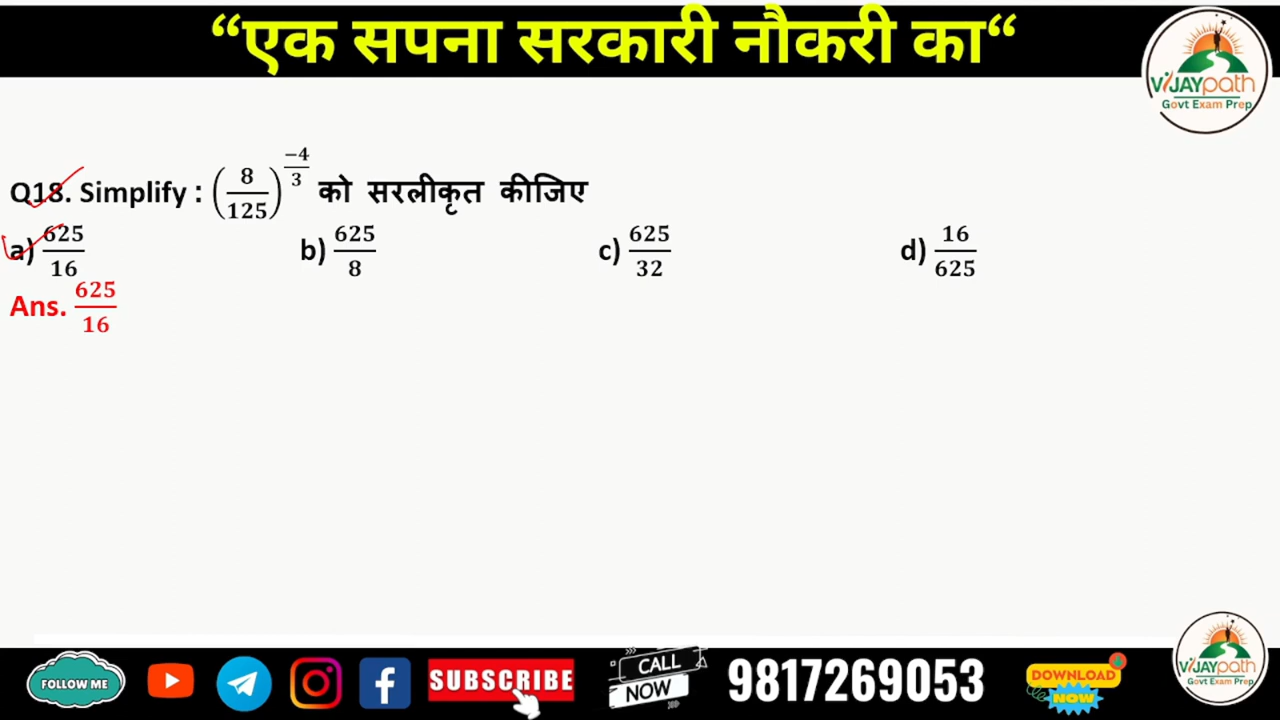 “एक सपना सरकारी नौकरी का“
VIJAYpath
Govt Exam Prep
Q18. Simplify : (8/125)^(-4/3) को सरलीकृत कीजिए
a) 625/16 b) 625/8 c) 625/32 d) 16/625
Ans. 625/16
FOLLOW ME
SUBSCRIBE
CALL
NOW
9817269053
DOWNLOAD
NOW
VIJAYpath
Govt Exam Prep